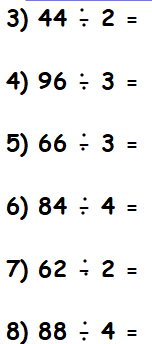 3) 44 ÷ 2 =
4) 96 ÷ 3 =
5) 66 ÷ 3 =
6) 84 ÷ 4 =
7) 62 ÷ 2 =
8) 88 ÷ 4 =